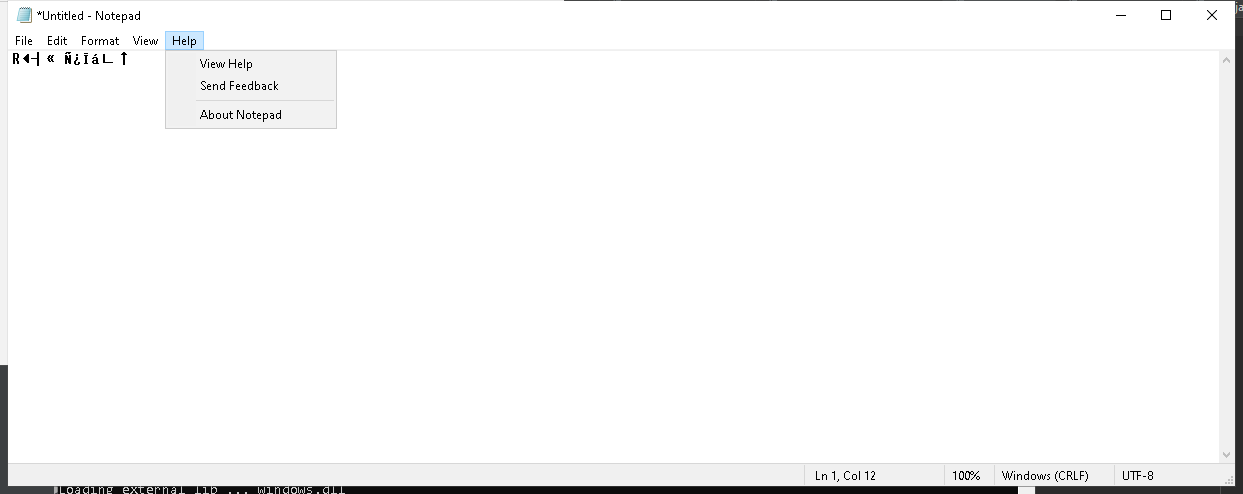 *Untitled - Notepad
File Edit Format View Help
R◄┤« Ñ¿Īá∟↑
View Help
Send Feedback
About Notepad
Ln 1, Col 12 100% Windows (CRLF) UTF-8
Loading external lib ... windows.dll